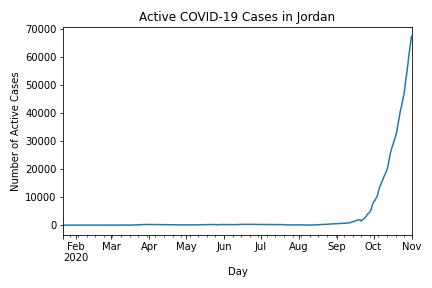 Active COVID-19 Cases in Jordan
Number of Active Cases
70000
60000
50000
40000
30000
20000
10000
0
Feb Mar Apr May Jun Jul Aug Sep Oct Nov
2020
Day